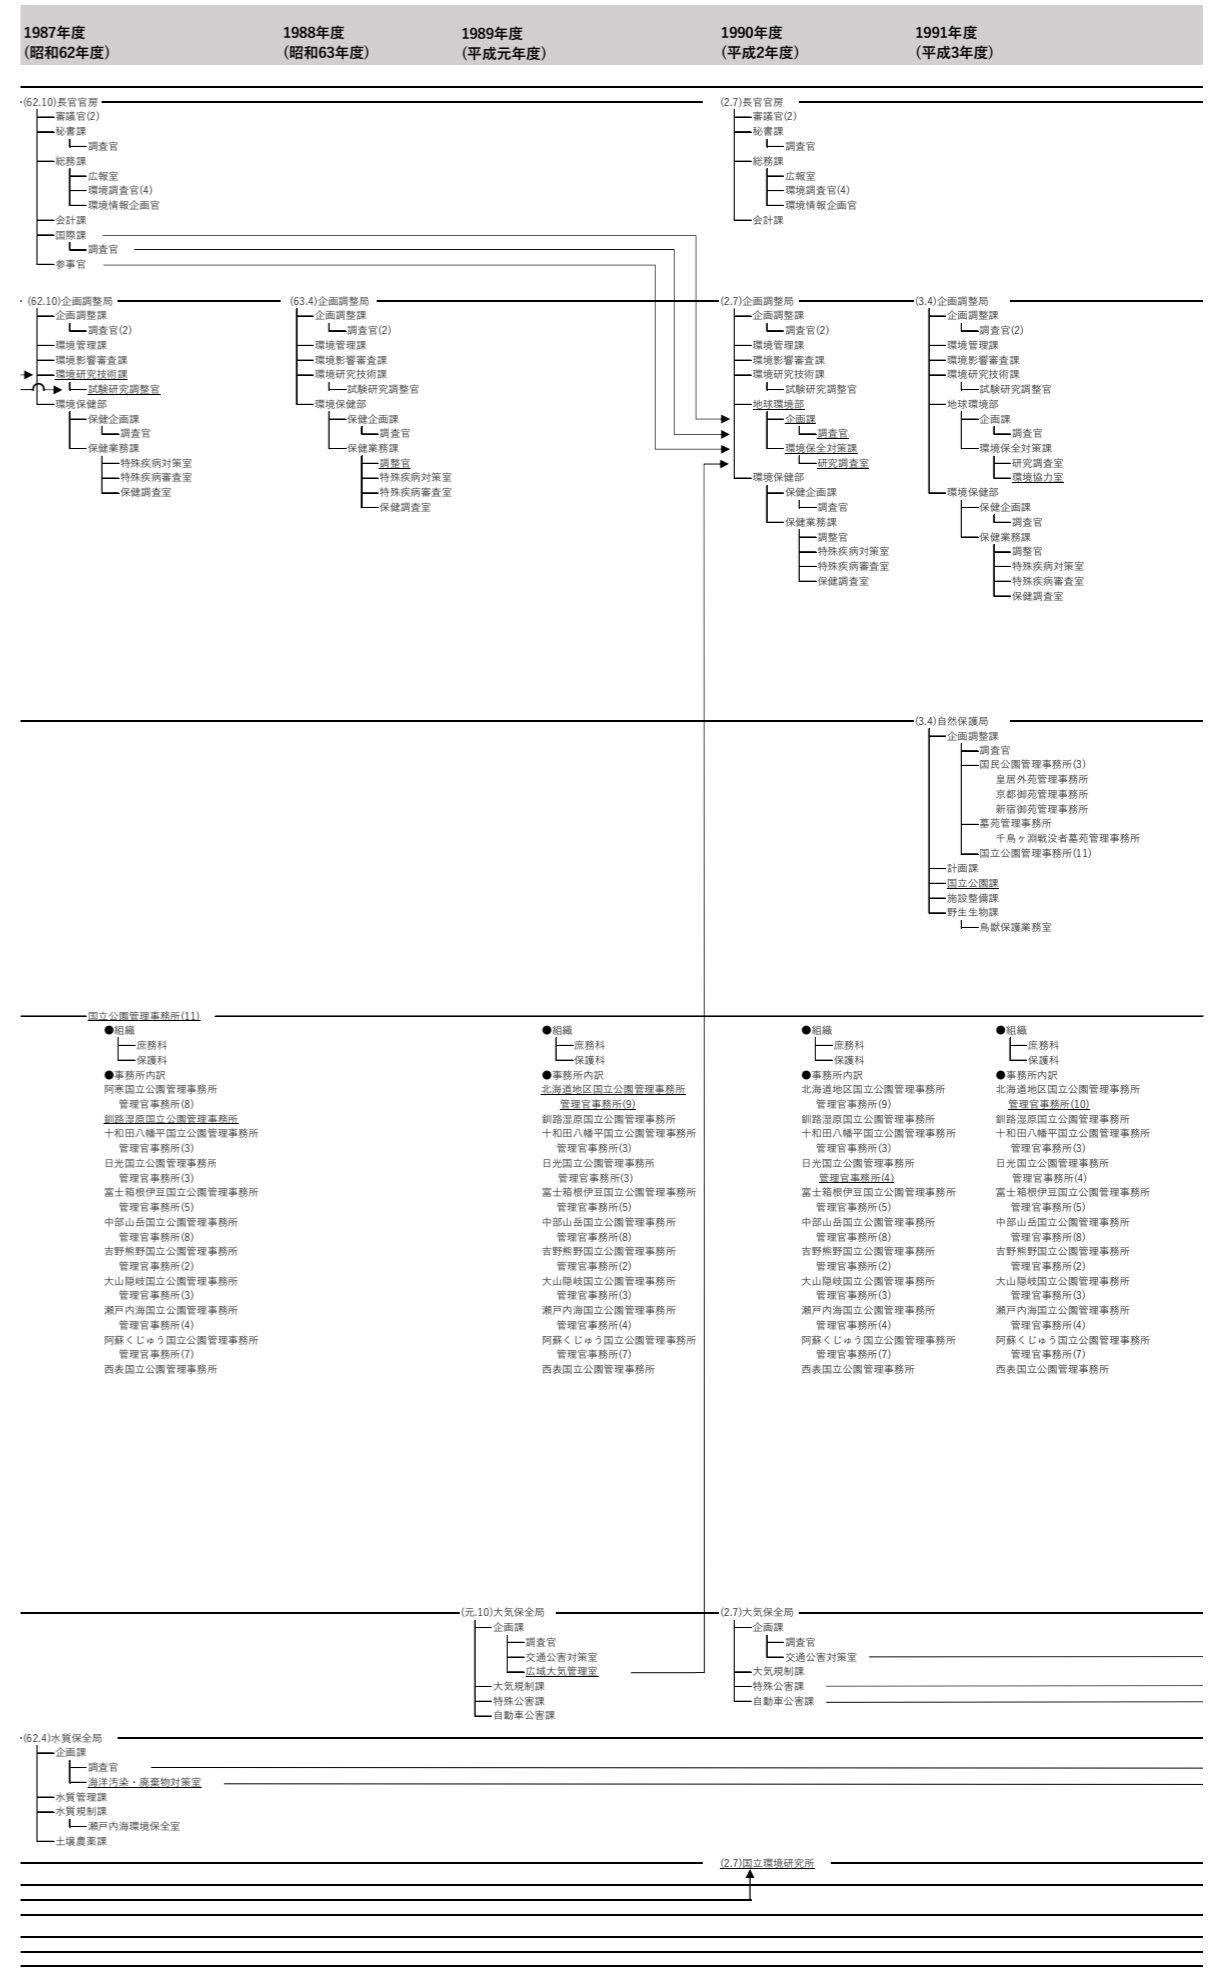 1987年度
(昭和62年度)
1988年度
(昭和63年度)
1989年度
(平成元年度)
1990年度
(平成2年度)
1991年度
(平成3年度)
(62.10)長官官房
審議官(2)
秘書課
調査官
総務課
広報室
環境調査官(4)
環境情報企画官
会計課
国際課
調査官
参事官
(2.7)長官官房
審議官(2)
秘書課
調査官
総務課
広報室
環境調査官(4)
環境情報企画官
会計課
(62.10)企画調整局
企画調整課
調査官(2)
環境管理課
環境影響審査課
環境研究技術課
試験研究調整官
環境保健部
保健企画課
調査官
保健業務課
特殊疾病対策室
特殊疾病審査室
保健調査室
(63.4)企画調整局
企画調整課
調査官(2)
環境管理課
環境影響審査課
環境研究技術課
試験研究調整官
環境保健部
保健企画課
調査官
保健業務課
調整官
特殊疾病対策室
特殊疾病審査室
保健調査室
(2.7)企画調整局
企画調整課
調査官(2)
環境管理課
環境影響審査課
環境研究技術課
試験研究調整官
地球環境部
企画課
調査官
環境保全対策課
研究調査室
環境保健部
保健企画課
調査官
保健業務課
調整官
特殊疾病対策室
特殊疾病審査室
保健調査室
(3.4)企画調整局
企画調整課
調査官(2)
環境管理課
環境影響審査課
環境研究技術課
試験研究調整官
地球環境部
企画課
調査官
環境保全対策課
研究調査室
環境協力室
環境保健部
保健企画課
調査官
保健業務課
調整官
特殊疾病対策室
特殊疾病審査室
保健調査室
(3.4)自然保護局
企画調整課
調査官
国民公園管理事務所(3)
皇居外苑管理事務所
京都御苑管理事務所
新宿御苑管理事務所
墓苑管理事務所
千鳥ヶ淵戦没者墓苑管理事務所
国立公園管理事務所(11)
計画課
国立公園課
施設整備課
野生生物課
鳥獣保護業務室
国立公園管理事務所(11)
●組織
庶務科
保護科
●事務所内訳
阿寒国立公園管理事務所
管理官事務所(8)
釧路湿原国立公園管理事務所
十和田八幡平国立公園管理事務所
管理官事務所(3)
日光国立公園管理事務所
管理官事務所(3)
富士箱根伊豆国立公園管理事務所
管理官事務所(5)
中部山岳国立公園管理事務所
管理官事務所(8)
吉野熊野国立公園管理事務所
管理官事務所(2)
大山隠岐国立公園管理事務所
管理官事務所(3)
瀬戸内海国立公園管理事務所
管理官事務所(4)
阿蘇くじゅう国立公園管理事務所
管理官事務所(7)
西表国立公園管理事務所
●組織
庶務科
保護科
●事務所内訳
北海道地区国立公園管理事務所
管理官事務所(9)
釧路湿原国立公園管理事務所
十和田八幡平国立公園管理事務所
管理官事務所(3)
日光国立公園管理事務所
管理官事務所(3)
富士箱根伊豆国立公園管理事務所
管理官事務所(5)
中部山岳国立公園管理事務所
管理官事務所(8)
吉野熊野国立公園管理事務所
管理官事務所(2)
大山隠岐国立公園管理事務所
管理官事務所(3)
瀬戸内海国立公園管理事務所
管理官事務所(4)
阿蘇くじゅう国立公園管理事務所
管理官事務所(7)
西表国立公園管理事務所
●組織
庶務科
保護科
●事務所内訳
北海道地区国立公園管理事務所
管理官事務所(9)
釧路湿原国立公園管理事務所
十和田八幡平国立公園管理事務所
管理官事務所(3)
日光国立公園管理事務所
管理官事務所(4)
富士箱根伊豆国立公園管理事務所
管理官事務所(5)
中部山岳国立公園管理事務所
管理官事務所(8)
吉野熊野国立公園管理事務所
管理官事務所(2)
大山隠岐国立公園管理事務所
管理官事務所(3)
瀬戸内海国立公園管理事務所
管理官事務所(4)
阿蘇くじゅう国立公園管理事務所
管理官事務所(7)
西表国立公園管理事務所
●組織
庶務科
保護科
●事務所内訳
北海道地区国立公園管理事務所
管理官事務所(10)
釧路湿原国立公園管理事務所
十和田八幡平国立公園管理事務所
管理官事務所(3)
日光国立公園管理事務所
管理官事務所(4)
富士箱根伊豆国立公園管理事務所
管理官事務所(5)
中部山岳国立公園管理事務所
管理官事務所(8)
吉野熊野国立公園管理事務所
管理官事務所(2)
大山隠岐国立公園管理事務所
管理官事務所(3)
瀬戸内海国立公園管理事務所
管理官事務所(4)
阿蘇くじゅう国立公園管理事務所
管理官事務所(7)
西表国立公園管理事務所
(元.10)大気保全局
企画課
調査官
交通公害対策室
広域大気管理室
大気規制課
特殊公害課
自動車公害課
(2.7)大気保全局
企画課
調査官
交通公害対策室
大気規制課
特殊公害課
自動車公害課
(62.4)水質保全局
企画課
調査官
海洋汚染・廃棄物対策室
水質管理課
水質規制課
瀬戸内海環境保全室
土壌農薬課
(2.7)国立環境研究所